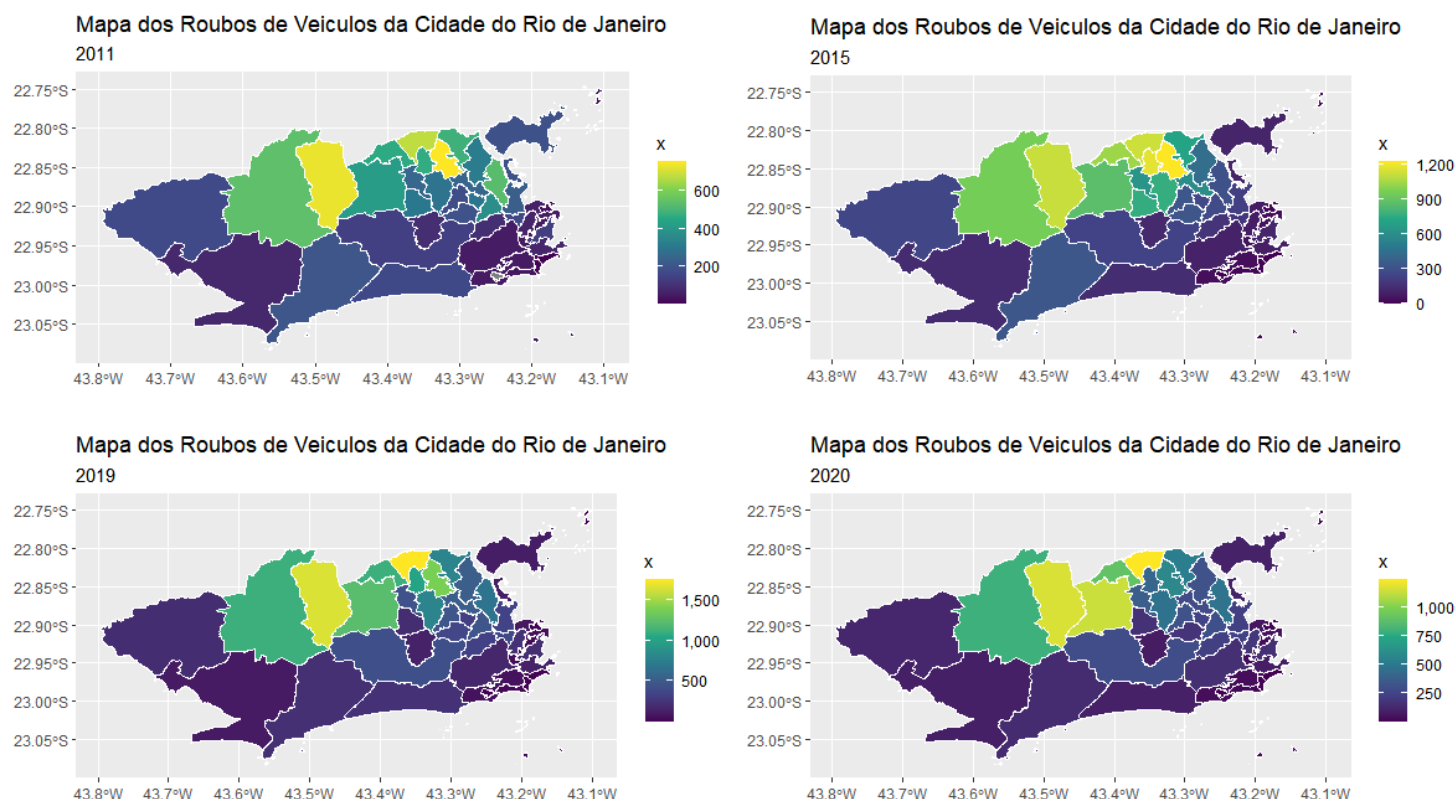 Mapa dos Roubos de Veiculos da Cidade do Rio de Janeiro
2011
22.75°S
22.80°S
22.85°S
22.90°S
22.95°S
23.00°S
23.05°S
43.8°W 43.7°W 43.6°W 43.5°W 43.4°W 43.3°W 43.2°W 43.1°W
x
600
400
200
Mapa dos Roubos de Veiculos da Cidade do Rio de Janeiro
2015
22.75°S
22.80°S
22.85°S
22.90°S
22.95°S
23.00°S
23.05°S
43.8°W 43.7°W 43.6°W 43.5°W 43.4°W 43.3°W 43.2°W 43.1°W
x
1,200
900
600
300
0
Mapa dos Roubos de Veiculos da Cidade do Rio de Janeiro
2019
22.75°S
22.80°S
22.85°S
22.90°S
22.95°S
23.00°S
23.05°S
43.8°W 43.7°W 43.6°W 43.5°W 43.4°W 43.3°W 43.2°W 43.1°W
x
1,500
1,000
500
Mapa dos Roubos de Veiculos da Cidade do Rio de Janeiro
2020
22.75°S
22.80°S
22.85°S
22.90°S
22.95°S
23.00°S
23.05°S
43.8°W 43.7°W 43.6°W 43.5°W 43.4°W 43.3°W 43.2°W 43.1°W
x
1,000
750
500
250